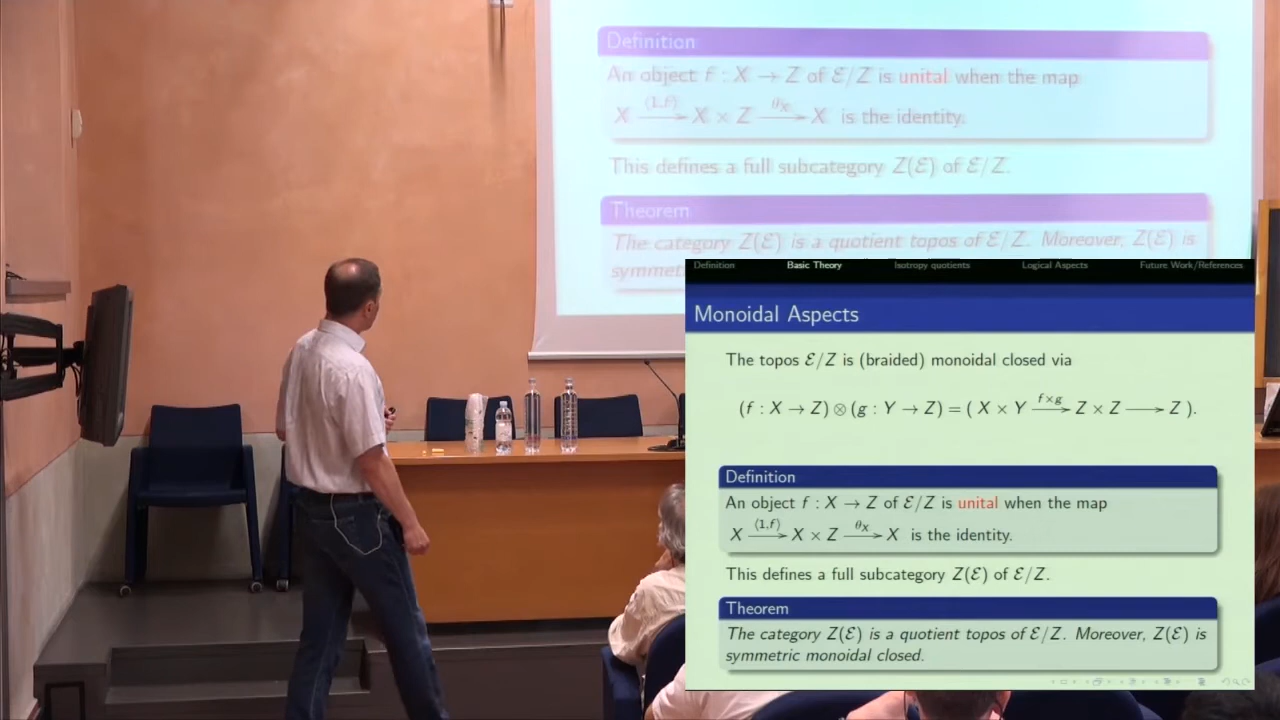 Definition
An object f : X → Z of ℰ/Z is unital when the map
X ⟨1,f⟩→ X × Z θ_X→ X is the identity.
This defines a full subcategory Z(ℰ) of ℰ/Z.
Theorem
The category Z(ℰ) is a quotient topos of ℰ/Z. Moreover, Z(ℰ) is
symmet
Definition Basic Theory Isotropy quotients Logical Aspects Future Work/References
Monoidal Aspects
The topos ℰ/Z is (braided) monoidal closed via
(f : X → Z) ⊗ (g : Y → Z) = ( X × Y f×g→ Z × Z → Z ).
Definition
An object f : X → Z of ℰ/Z is unital when the map
X ⟨1,f⟩→ X × Z θ_X→ X is the identity.
This defines a full subcategory Z(ℰ) of ℰ/Z.
Theorem
The category Z(ℰ) is a quotient topos of ℰ/Z. Moreover, Z(ℰ) is
symmetric monoidal closed.